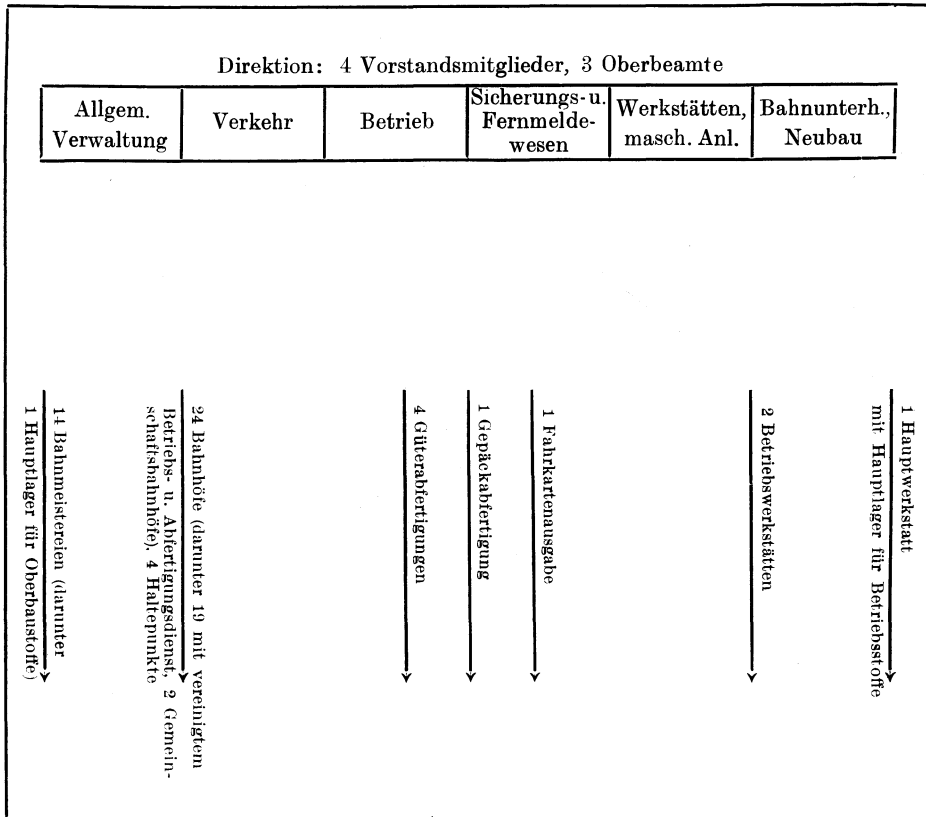 Direktion: 4 Vorstandsmitglieder, 3 Oberbeamte
Allgem.
Verwaltung
Verkehr
Betrieb
Sicherungs- u.
Fernmelde-
wesen
Werkstätten,
masch. Anl.
Bahnunterh.,
Neubau
14 Bahnmeistereien (darunter
1 Hauptlager für Oberbaustoffe)
24 Bahnhöfe (darunter 19 mit vereinigtem
Betriebs- u. Abfertigungsdienst, 2 Gemein-
schaftsbahnhöfe), 4 Haltepunkte
4 Güterabfertigungen
1 Gepäckabfertigung
1 Fahrkartenausgabe
2 Betriebswerkstätten
1 Hauptwerkstatt
mit Hauptlager für Betriebsstoffe